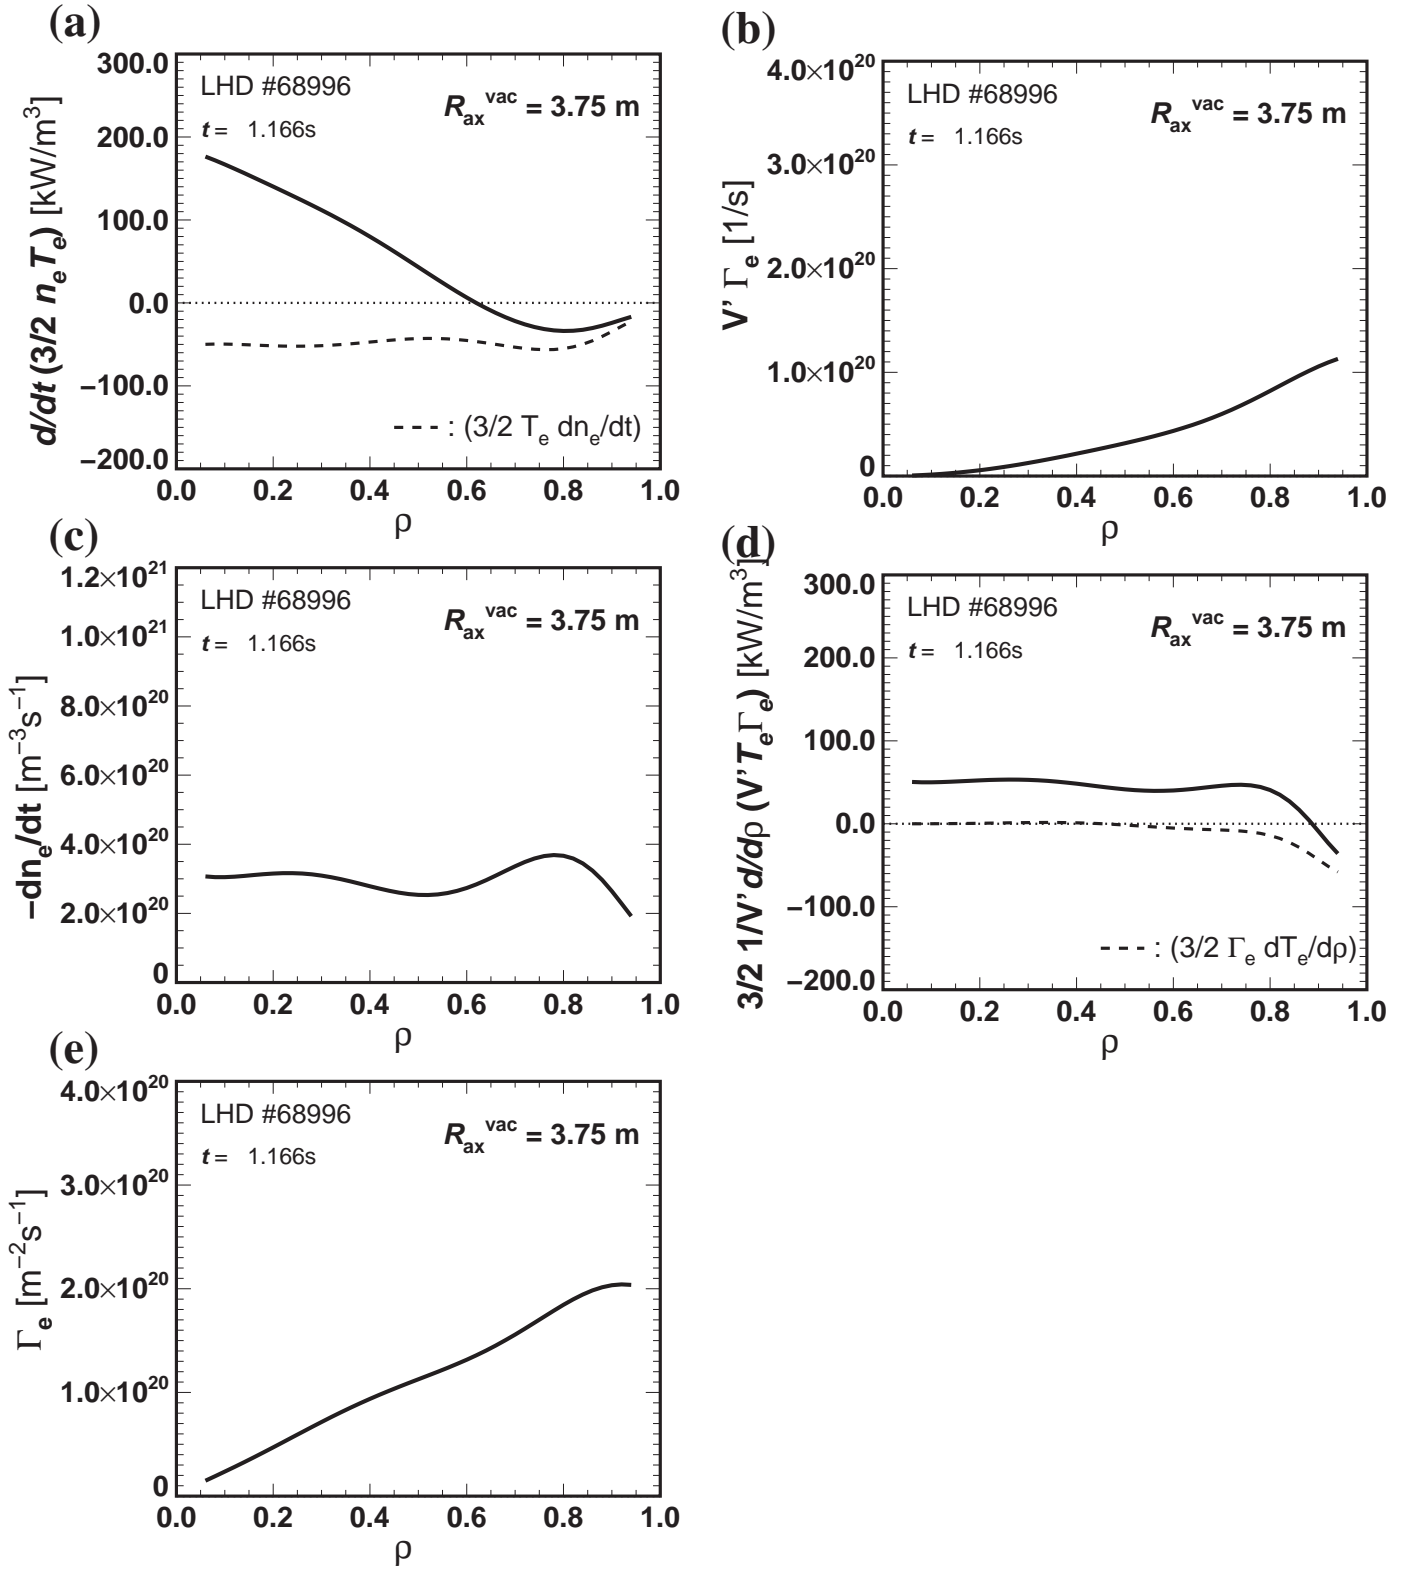 (a)
300.0
200.0
100.0
0.0
−100.0
−200.0
d/dt (3/2 nₑTₑ) [kW/m³]
LHD #68996
R_ax^vac = 3.75 m
t = 1.166s
: (3/2 Tₑ dnₑ/dt)
0.0 0.2 0.4 0.6 0.8 1.0
ρ
(b)
4.0×10²⁰
3.0×10²⁰
2.0×10²⁰
1.0×10²⁰
0
V’ Γₑ [1/s]
LHD #68996
R_ax^vac = 3.75 m
t = 1.166s
0.0 0.2 0.4 0.6 0.8 1.0
ρ
(c)
1.2×10²¹
1.0×10²¹
8.0×10²⁰
6.0×10²⁰
4.0×10²⁰
2.0×10²⁰
0
−dnₑ/dt [m⁻³s⁻¹]
LHD #68996
R_ax^vac = 3.75 m
t = 1.166s
0.0 0.2 0.4 0.6 0.8 1.0
ρ
(d)
300.0
200.0
100.0
0.0
−100.0
−200.0
3/2 1/V’ d/dρ (V’TₑΓₑ) [kW/m³]
LHD #68996
R_ax^vac = 3.75 m
t = 1.166s
: (3/2 Γₑ dTₑ/dρ)
0.0 0.2 0.4 0.6 0.8 1.0
ρ
(e)
4.0×10²⁰
3.0×10²⁰
2.0×10²⁰
1.0×10²⁰
0
Γₑ [m⁻²s⁻¹]
LHD #68996
R_ax^vac = 3.75 m
t = 1.166s
0.0 0.2 0.4 0.6 0.8 1.0
ρ